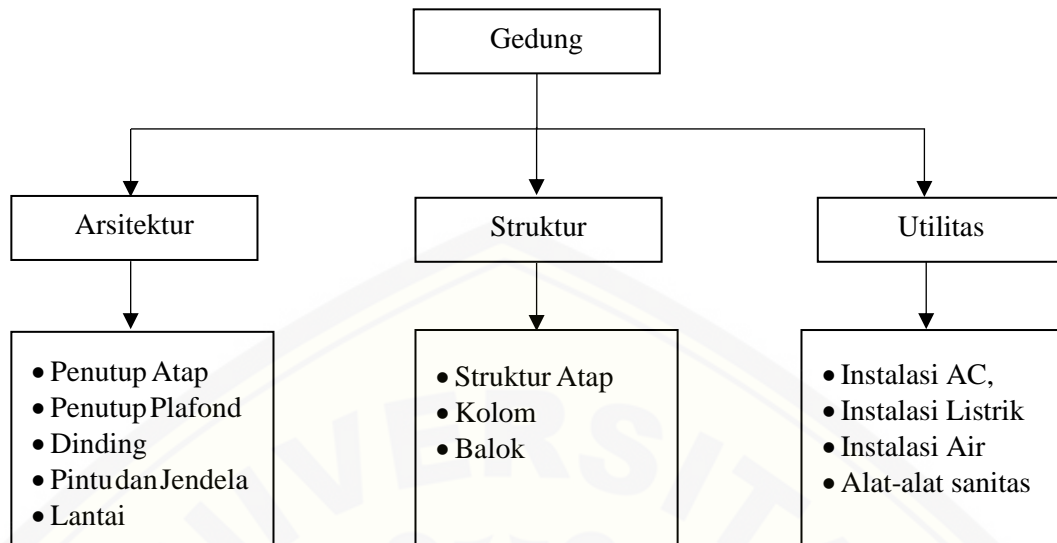 Gedung
Arsitektur
Struktur
Utilitas
• Penutup Atap
• Penutup Plafond
• Dinding
• Pintu dan Jendela
• Lantai
• Struktur Atap
• Kolom
• Balok
• Instalasi AC,
• Instalasi Listrik
• Instalasi Air
• Alat-alat sanitas